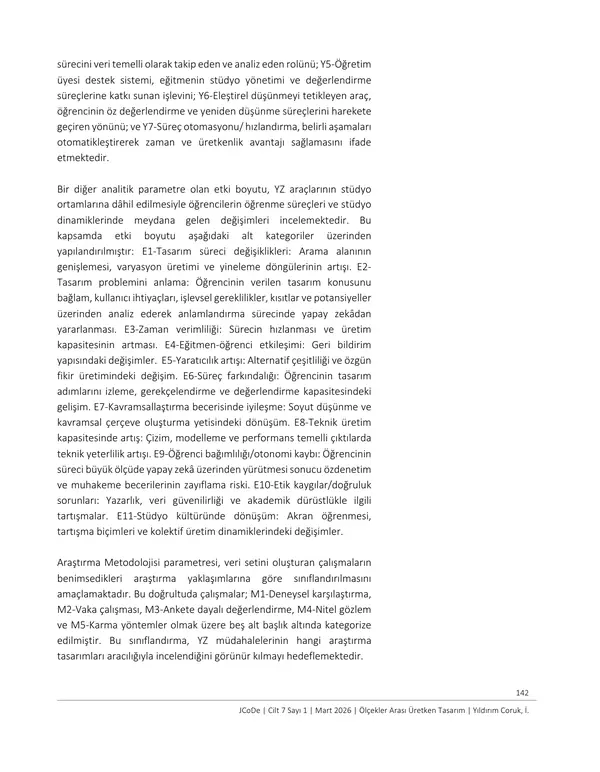 sürecini veri temelli olarak takip eden ve analiz eden rolünü; Y5-Öğretim
üyesi destek sistemi, eğitmenin stüdyo yönetimi ve değerlendirme
süreçlerine katkı sunan işlevini; Y6-Eleştirel düşünmeyi tetikleyen araç,
öğrencinin öz değerlendirme ve yeniden düşünme süreçlerini harekete
geçiren yönünü; ve Y7-Süreç otomasyonu/ hızlandırma, belirli aşamaları
otomatikleştirerek zaman ve üretkenlik avantajı sağlamasını ifade
etmektedir.
Bir diğer analitik parametre olan etki boyutu, YZ araçlarının stüdyo
ortamlarına dâhil edilmesiyle öğrencilerin öğrenme süreçleri ve stüdyo
dinamiklerinde meydana gelen değişimleri incelemektedir. Bu
kapsamda etki boyutu aşağıdaki alt kategoriler üzerinden
yapılandırılmıştır: E1-Tasarım süreci değişiklikleri: Arama alanının
genişlemesi, varyasyon üretimi ve yineleme döngülerinin artışı. E2-
Tasarım problemini anlama: Öğrencinin verilen tasarım konusunu
bağlam, kullanıcı ihtiyaçları, işlevsel gereklilikler, kısıtlar ve potansiyeller
üzerinden analiz ederek anlamlandırma sürecinde yapay zekâdan
yararlanması. E3-Zaman verimliliği: Sürecin hızlanması ve üretim
kapasitesinin artması. E4-Eğitmen-öğrenci etkileşimi: Geri bildirim
yapısındaki değişimler. E5-Yaratıcılık artışı: Alternatif çeşitliliği ve özgün
fikir üretimindeki değişim. E6-Süreç farkındalığı: Öğrencinin tasarım
adımlarını izleme, gerekçelendirme ve değerlendirme kapasitesindeki
gelişim. E7-Kavramsallaştırma becerisinde iyileşme: Soyut düşünme ve
kavramsal çerçeve oluşturma yetisindeki dönüşüm. E8-Teknik üretim
kapasitesinde artış: Çizim, modelleme ve performans temelli çıktılarda
teknik yeterlilik artışı. E9-Öğrenci bağımlılığı/otonomi kaybı: Öğrencinin
süreci büyük ölçüde yapay zekâ üzerinden yürütmesi sonucu özdenetim
ve muhakeme becerilerinin zayıflama riski. E10-Etik kaygılar/doğruluk
sorunları: Yazarlık, veri güvenilirliği ve akademik dürüstlükle ilgili
tartışmalar. E11-Stüdyo kültüründe dönüşüm: Akran öğrenmesi,
tartışma biçimleri ve kolektif üretim dinamiklerindeki değişimler.
Araştırma Metodolojisi parametresi, veri setini oluşturan çalışmaların
benimsedikleri araştırma yaklaşımlarına göre sınıflandırılmasını
amaçlamaktadır. Bu doğrultuda çalışmalar; M1-Deneysel karşılaştırma,
M2-Vaka çalışması, M3-Ankete dayalı değerlendirme, M4-Nitel gözlem
ve M5-Karma yöntemler olmak üzere beş alt başlık altında kategorize
edilmiştir. Bu sınıflandırma, YZ müdahalelerinin hangi araştırma
tasarımları aracılığıyla incelendiğini görünür kılmayı hedeflemektedir.
142
JCoDe | Cilt 7 Sayı 1 | Mart 2026 | Ölçekler Arası Üretken Tasarım | Yıldırım Coruk, İ.